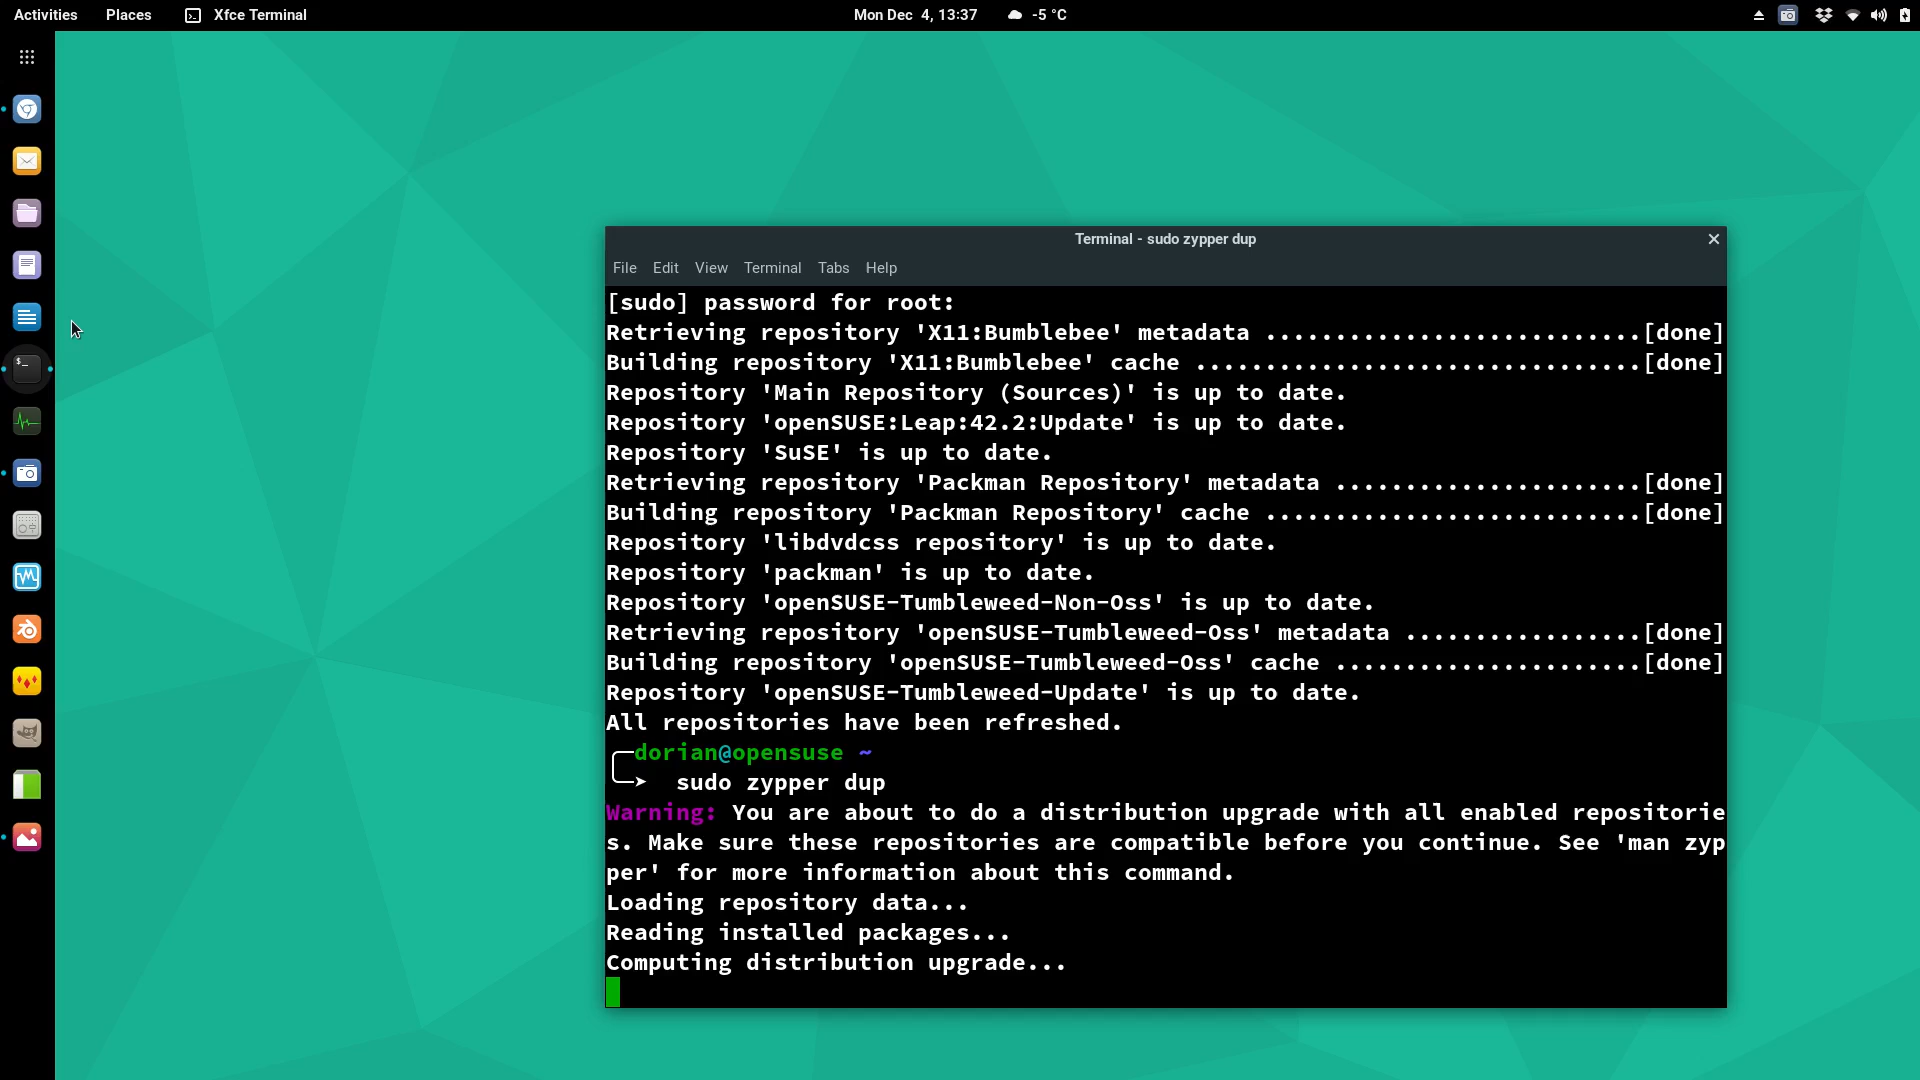 Activities Places Xfce Terminal Mon Dec 4, 13:37 -5 °C
Terminal - sudo zypper dup
File Edit View Terminal Tabs Help
[sudo] password for root:
Retrieving repository 'X11:Bumblebee' metadata ...........................[done]
Building repository 'X11:Bumblebee' cache ................................[done]
Repository 'Main Repository (Sources)' is up to date.
Repository 'openSUSE:Leap:42.2:Update' is up to date.
Repository 'SuSE' is up to date.
Retrieving repository 'Packman Repository' metadata ......................[done]
Building repository 'Packman Repository' cache ...........................[done]
Repository 'libdvdcss repository' is up to date.
Repository 'packman' is up to date.
Repository 'openSUSE-Tumbleweed-Non-Oss' is up to date.
Retrieving repository 'openSUSE-Tumbleweed-Oss' metadata .................[done]
Building repository 'openSUSE-Tumbleweed-Oss' cache ......................[done]
Repository 'openSUSE-Tumbleweed-Update' is up to date.
All repositories have been refreshed.
╭─dorian@opensuse ~
╰─➤  sudo zypper dup
Warning: You are about to do a distribution upgrade with all enabled repositorie
s. Make sure these repositories are compatible before you continue. See 'man zyp
per' for more information about this command.
Loading repository data...
Reading installed packages...
Computing distribution upgrade...